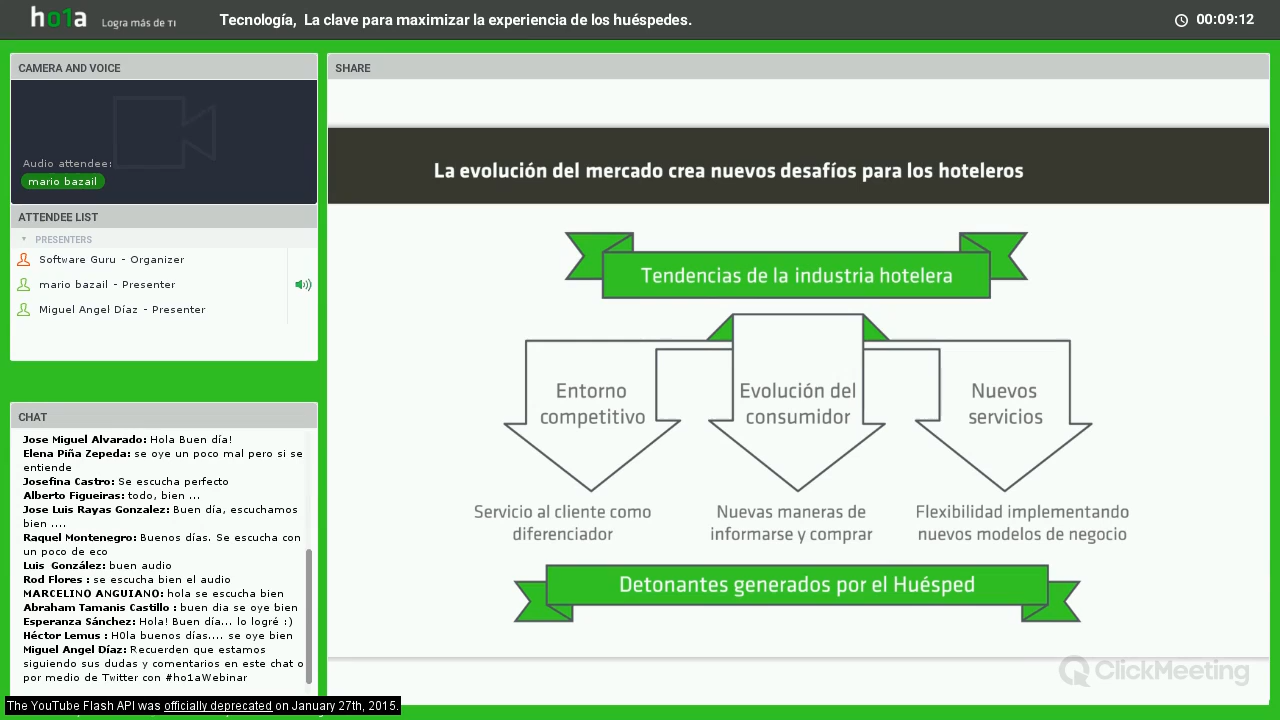 ho1a Logra más de TI
Tecnología, La clave para maximizar la experiencia de los huéspedes.
00:09:12
CAMERA AND VOICE
Audio attendee:
mario bazail
ATTENDEE LIST
PRESENTERS
Software Guru - Organizer
mario bazail - Presenter
Miguel Angel Díaz - Presenter
CHAT
Jose Miguel Alvarado: Hola Buen día!
Elena Piña Zepeda: se oye un poco mal pero si se
entiende
Josefina Castro: Se escucha perfecto
Alberto Figueiras: todo, bien ...
Jose Luis Rayas Gonzalez: Buen día, escuchamos
bien ....
Raquel Montenegro: Buenos días. Se escucha con
un poco de eco
Luis González: buen audio
Rod Flores : se escucha bien el audio
MARCELINO ANGUIANO: hola se escucha bien
Abraham Tamanis Castillo : buen dia se oye bien
Esperanza Sánchez: Hola! Buen día... lo logré :)
Héctor Lemus : H0la buenos días.... se oye bien
Miguel Angel Díaz: Recuerden que estamos
siguiendo sus dudas y comentarios en este chat o
por medio de Twitter con #ho1aWebinar
The YouTube Flash API was officially deprecated on January 27th, 2015.
SHARE
La evolución del mercado crea nuevos desafíos para los hoteleros
Tendencias de la industria hotelera
Entorno
competitivo
Evolución del
consumidor
Nuevos
servicios
Servicio al cliente como
diferenciador
Nuevas maneras de
informarse y comprar
Flexibilidad implementando
nuevos modelos de negocio
Detonantes generados por el Huésped
ClickMeeting